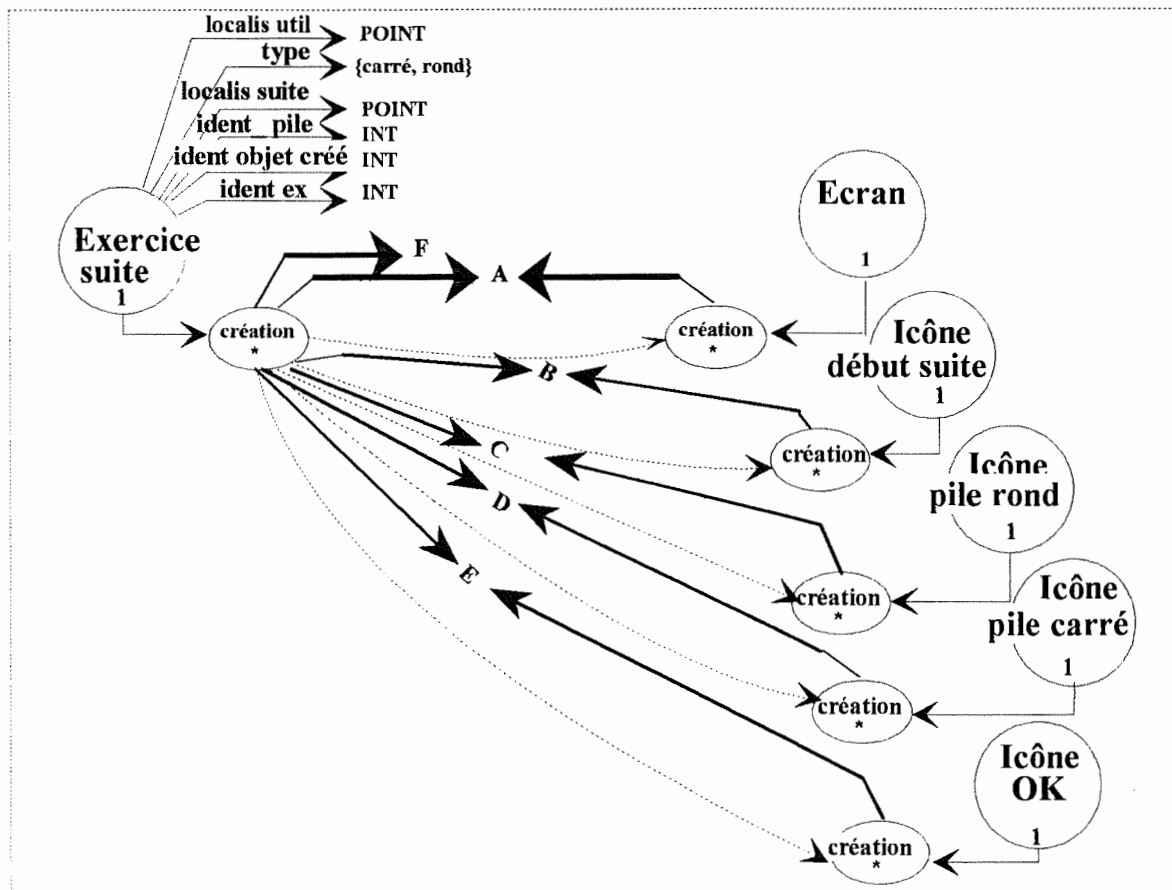 localis util POINT
type {carré, rond}
localis suite POINT
ident_ pile INT
ident objet créé INT
ident ex INT
Exercice
suite
1
Ecran
1
F
A
création
*
création
*
Icône
début suite
1
B
création
*
C
Icône
pile rond
1
D
E
création
*
Icône
pile carré
1
création
*
Icône
OK
1
création
*